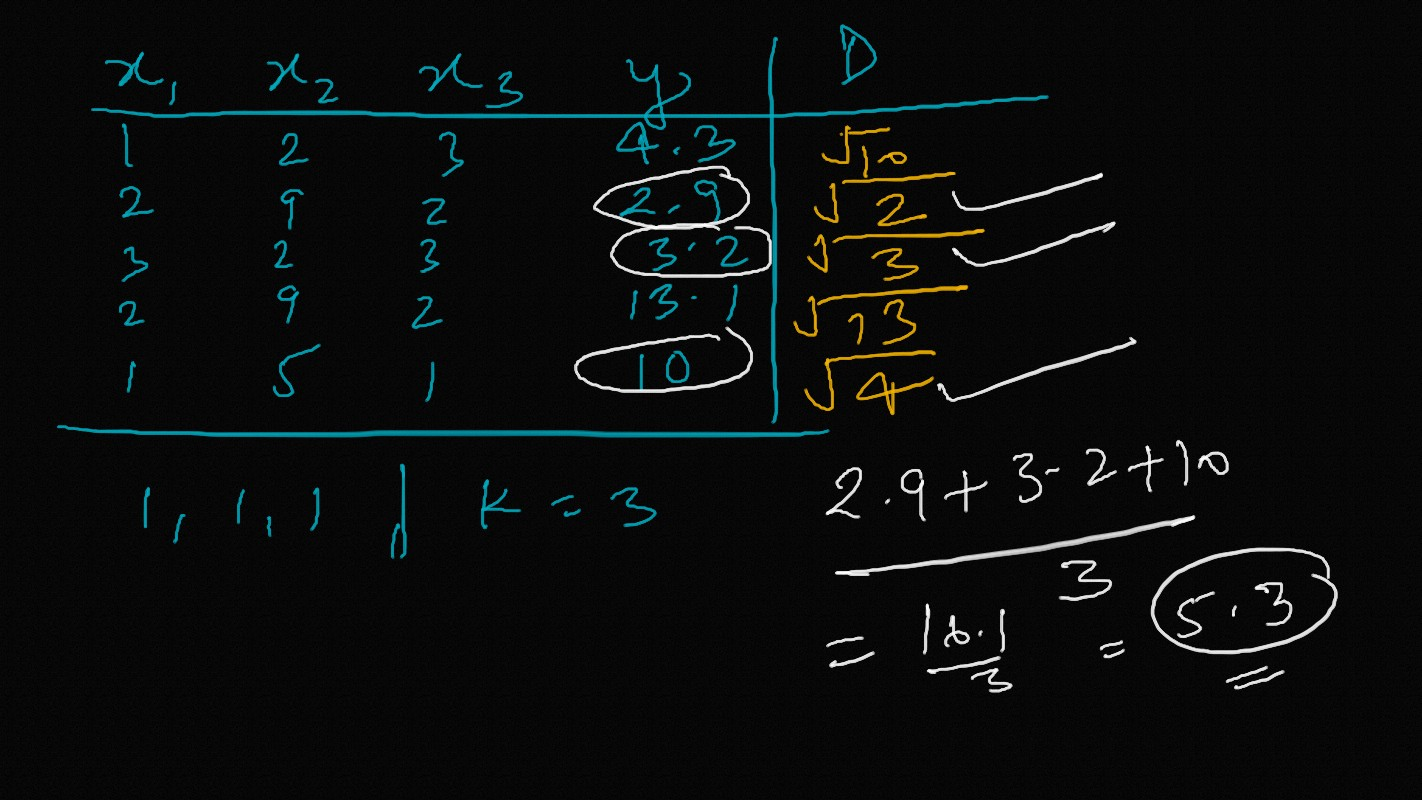 x₁ x₂ x₃ y D
1 2 3 4.3 √10
2 9 2 2.9 √2
3 2 3 3.2 √3
2 9 2 13.1 √13
1 5 1 10 √4
1, 1, 1 | K = 3
2.9 + 3.2 + 10
3
= 16.1/3 = 5.3